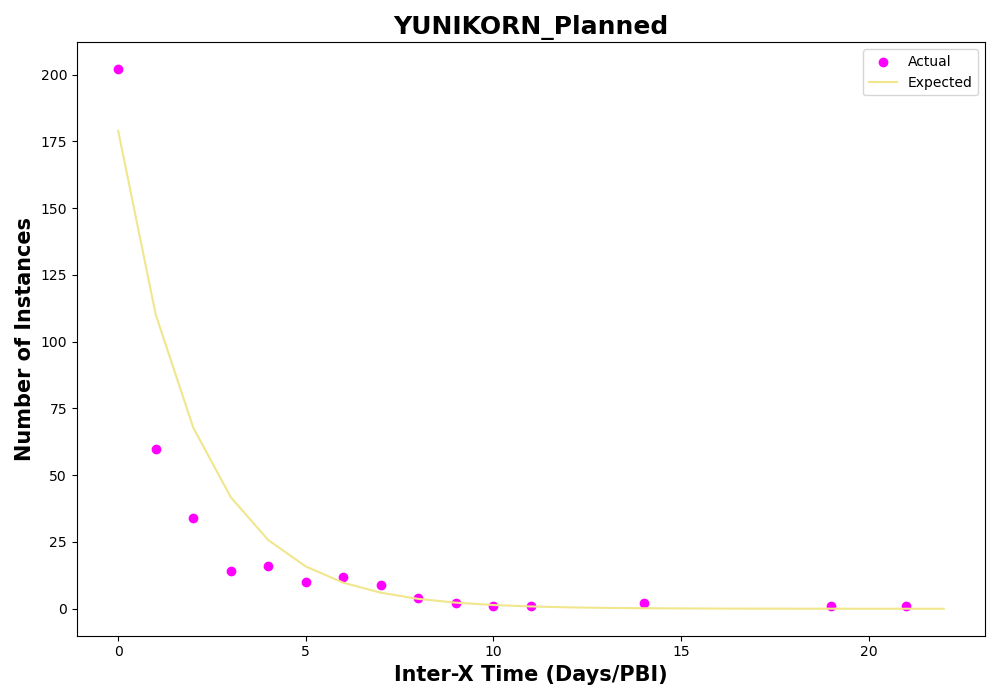 YUNIKORN_Planned
Actual
Expected
Number of Instances
200
175
150
125
100
75
50
25
0
0 5 10 15 20
Inter-X Time (Days/PBI)